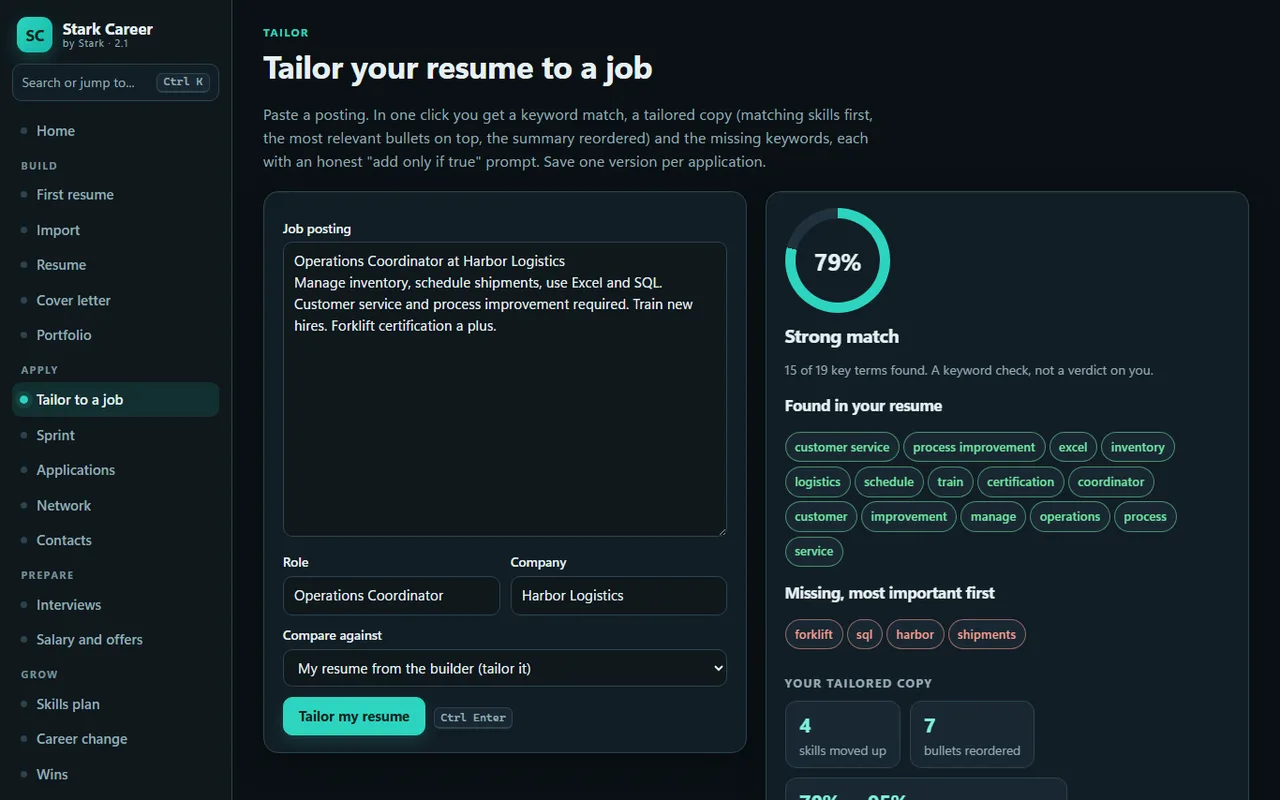 SC
Stark Career
by Stark · 2.1
Search or jump to...
Ctrl K
Home
BUILD
First resume
Import
Resume
Cover letter
Portfolio
APPLY
Tailor to a job
Sprint
Applications
Network
Contacts
PREPARE
Interviews
Salary and offers
GROW
Skills plan
Career change
Wins
TAILOR
Tailor your resume to a job
Paste a posting. In one click you get a keyword match, a tailored copy (matching skills first,
the most relevant bullets on top, the summary reordered) and the missing keywords, each
with an honest "add only if true" prompt. Save one version per application.
Job posting
Operations Coordinator at Harbor Logistics
Manage inventory, schedule shipments, use Excel and SQL.
Customer service and process improvement required. Train new
hires. Forklift certification a plus.
Role
Company
Operations Coordinator
Harbor Logistics
Compare against
My resume from the builder (tailor it)
Tailor my resume
Ctrl Enter
79%
Strong match
15 of 19 key terms found. A keyword check, not a verdict on you.
Found in your resume
customer service
process improvement
excel
inventory
logistics
schedule
train
certification
coordinator
customer
improvement
manage
operations
process
service
Missing, most important first
forklift
sql
harbor
shipments
YOUR TAILORED COPY
4
skills moved up
7
bullets reordered